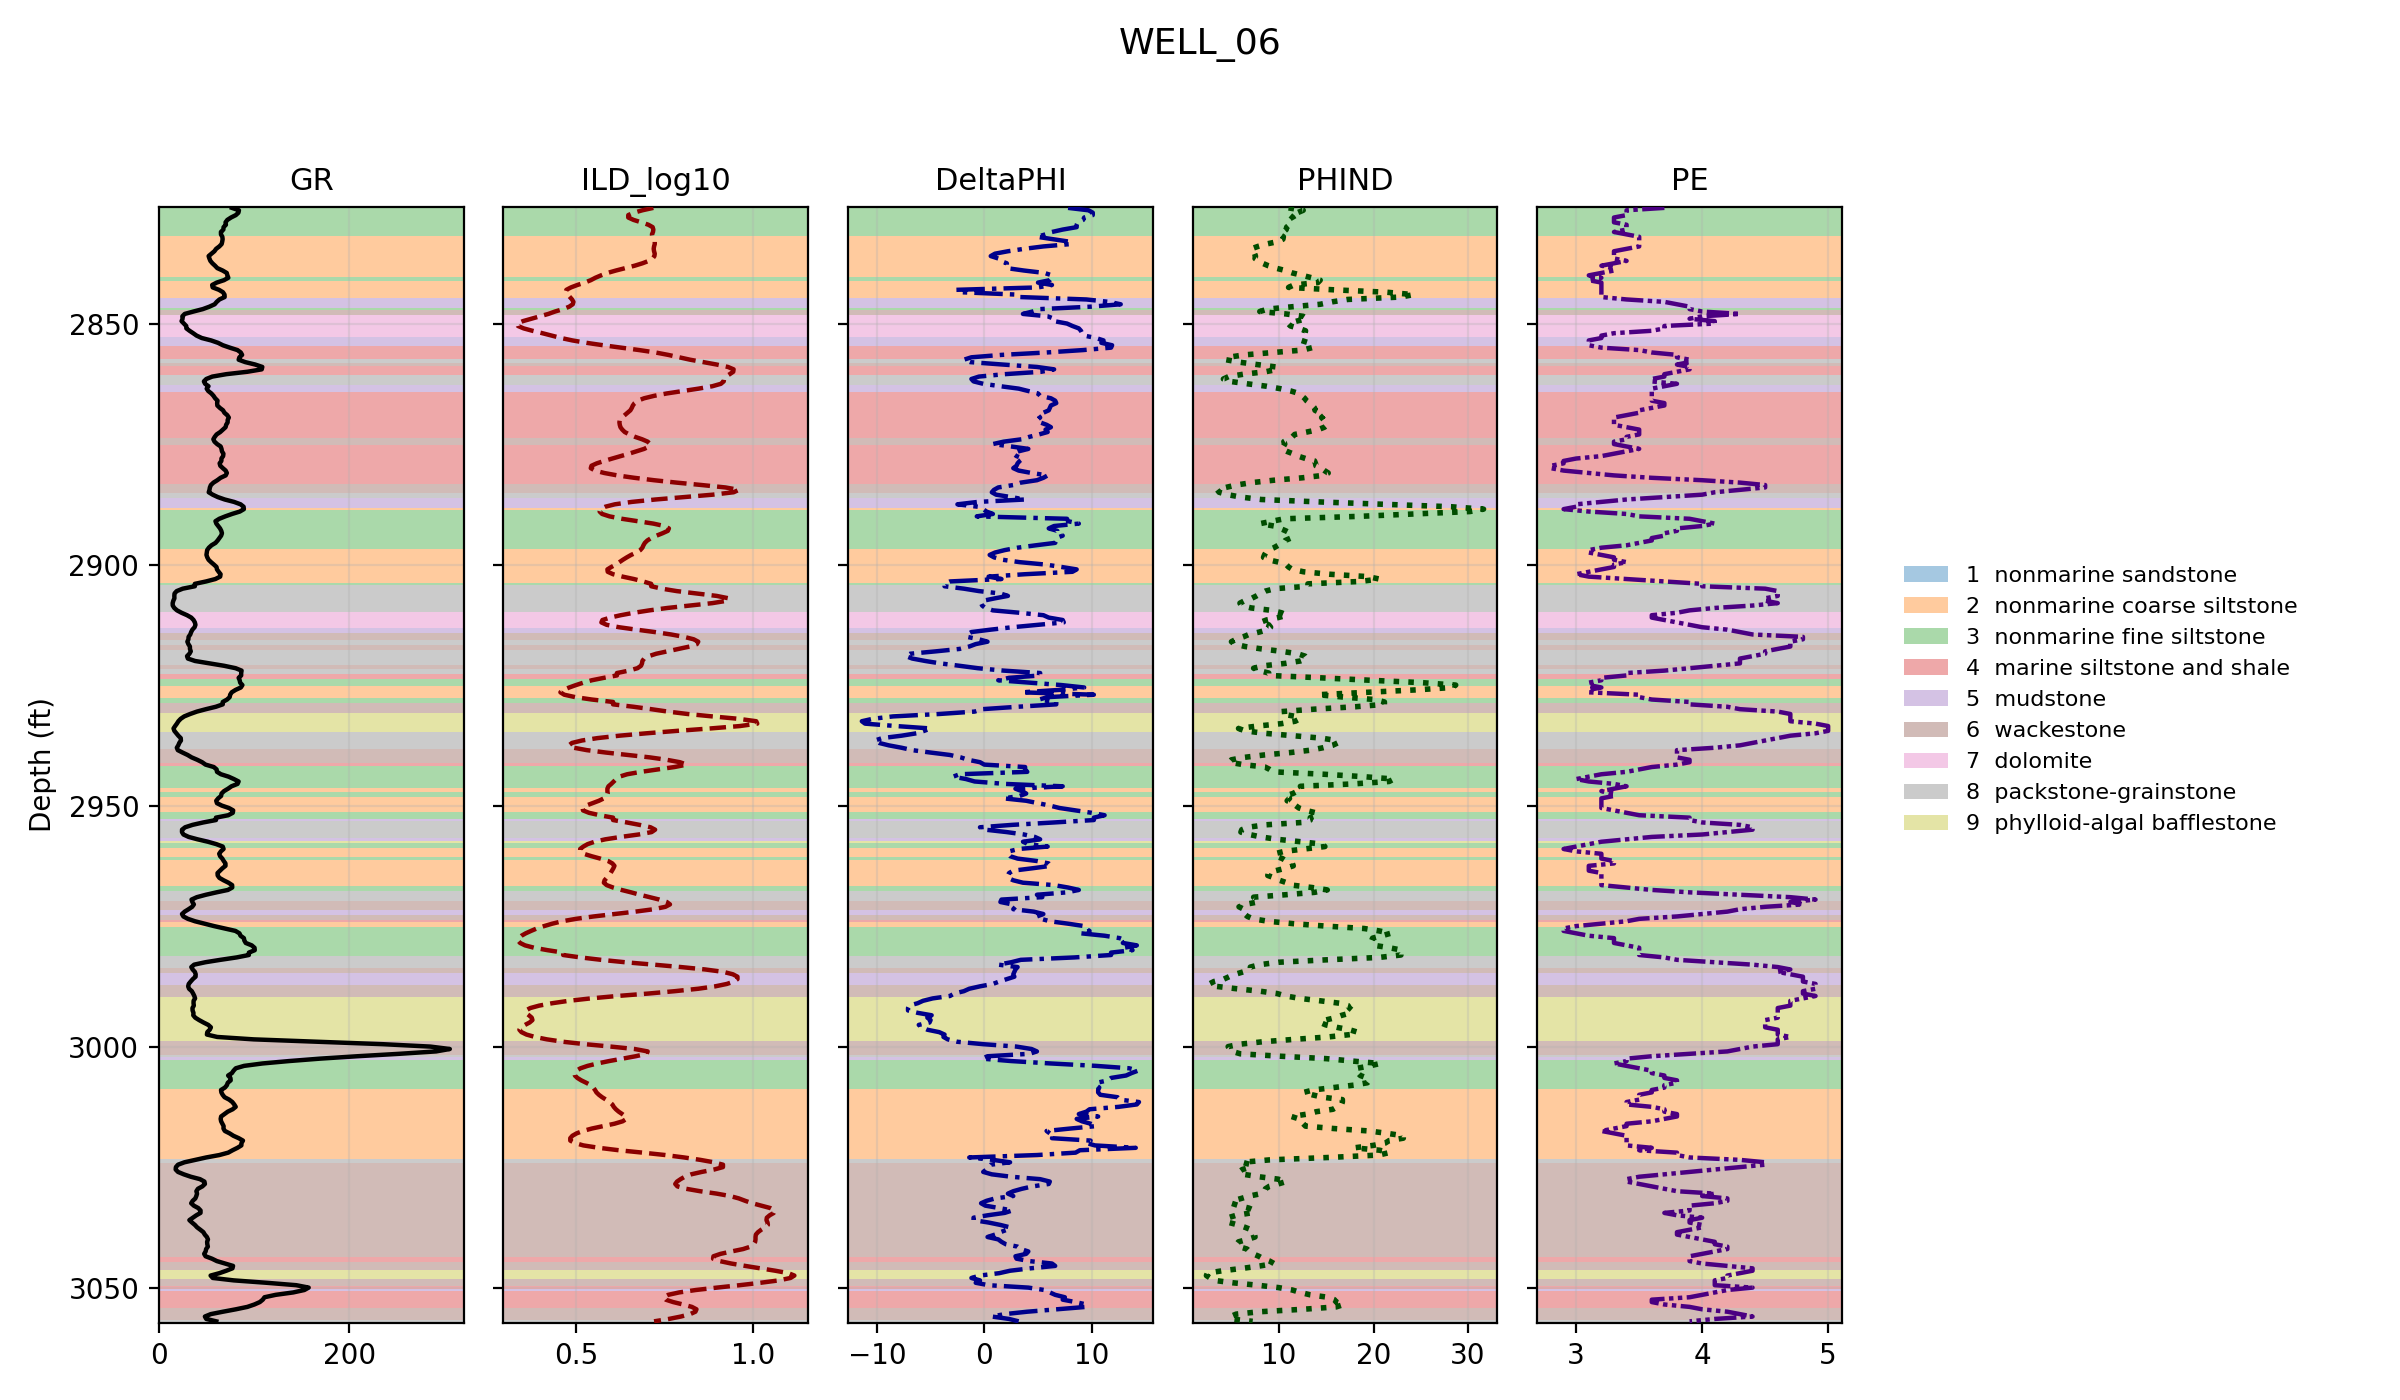 WELL_06
GR ILD_log10 DeltaPHI PHIND PE
2850
2900
2950
3000
3050
Depth (ft)
0 200 0.5 1.0 −10 0 10 10 20 30 3 4 5
1 nonmarine sandstone
2 nonmarine coarse siltstone
3 nonmarine fine siltstone
4 marine siltstone and shale
5 mudstone
6 wackestone
7 dolomite
8 packstone-grainstone
9 phylloid-algal bafflestone